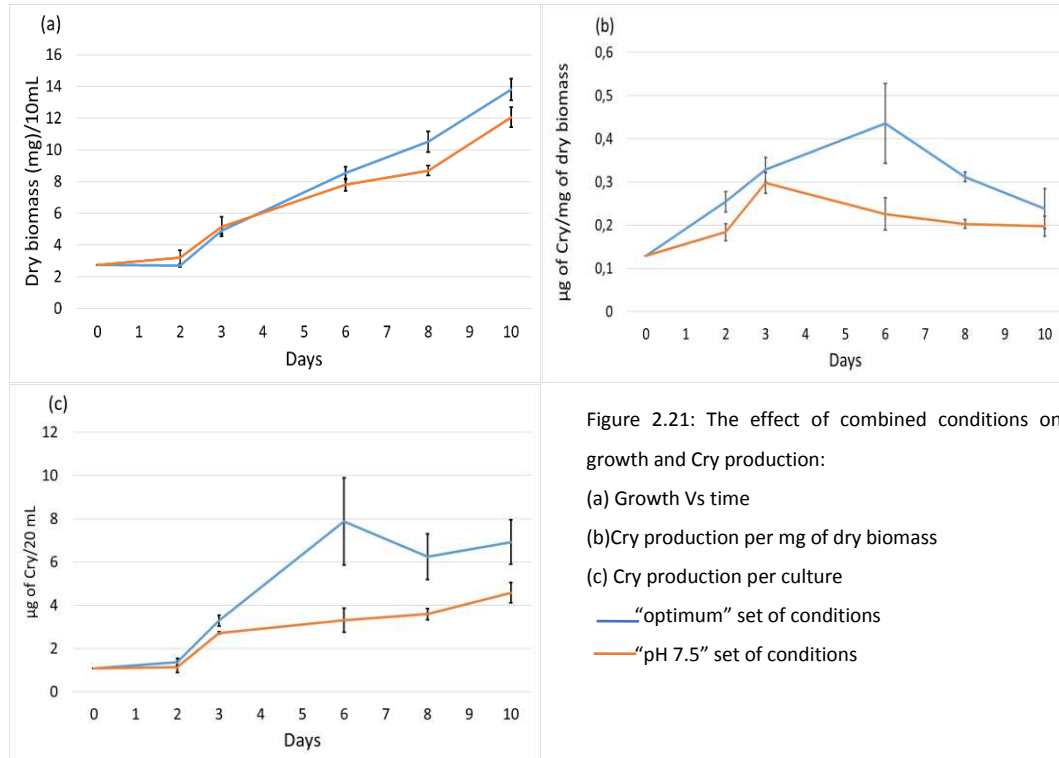 (a)
Dry biomass (mg)/10mL
16
14
12
10
8
6
4
2
0
0 1 2 3 4 5 6 7 8 9 10
Days
(b)
µg of Cry/mg of dry biomass
0,6
0,5
0,4
0,3
0,2
0,1
0
0 1 2 3 4 5 6 7 8 9 10
Days
(c)
µg of Cry/20 mL
12
10
8
6
4
2
0
0 1 2 3 4 5 6 7 8 9 10
Days
Figure 2.21: The effect of combined conditions on
growth and Cry production:
(a) Growth Vs time
(b)Cry production per mg of dry biomass
(c) Cry production per culture
“optimum” set of conditions
“pH 7.5” set of conditions